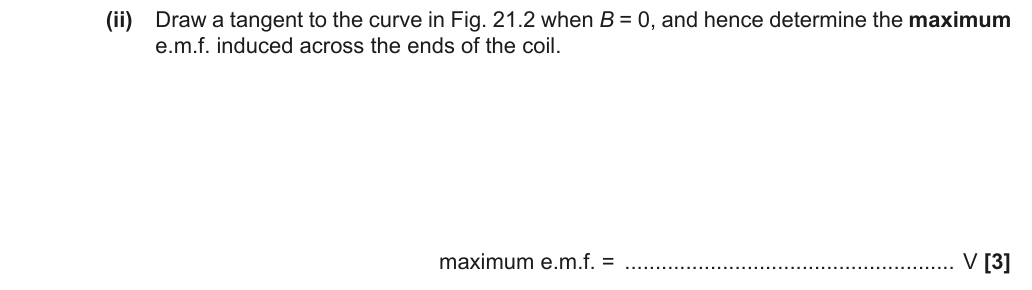 (ii) Draw a tangent to the curve in Fig. 21.2 when B = 0, and hence determine the maximum
e.m.f. induced across the ends of the coil.
maximum e.m.f. = ...................................................... V [3]